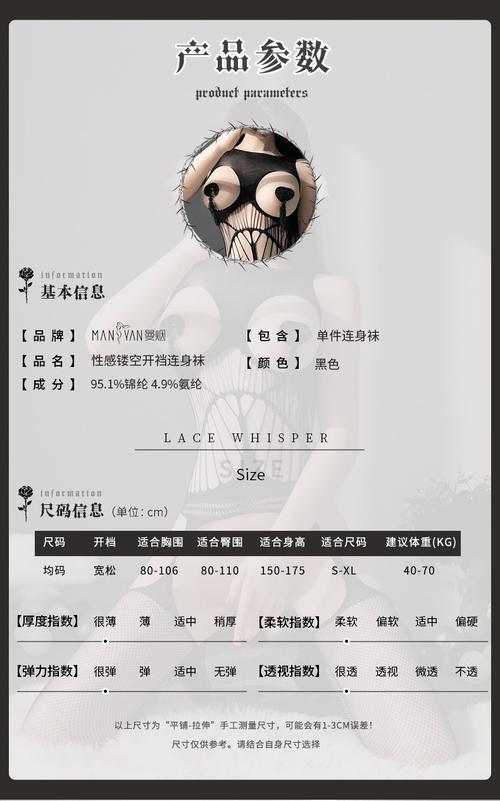 产品参数
product parameters
information
基本信息
【品牌】 MANYAN曼烟 【包含】 单件连身袜
【品名】 性感镂空开裆连身袜 【颜色】 黑色
【成分】 95.1%锦纶 4.9%氨纶
LACE WHISPER
SIZE
Size
information
尺码信息(单位: cm)
尺码 开档 适合胸围 适合臀围 适合身高 适合尺码 建议体重(KG)
均码 宽松 80-106 80-110 150-175 S-XL 40-70
【厚度指数】 很薄 薄 适中 稍厚 【柔软指数】 柔软 偏软 适中 偏硬
【弹力指数】 很弹 弹 适中 无弹 【透视指数】 很透 透视 微透 不透
以上尺寸为“平铺-拉伸”手工测量尺寸，可能会有1-3CM误差！
尺寸仅供参考。请结合自身尺寸选择